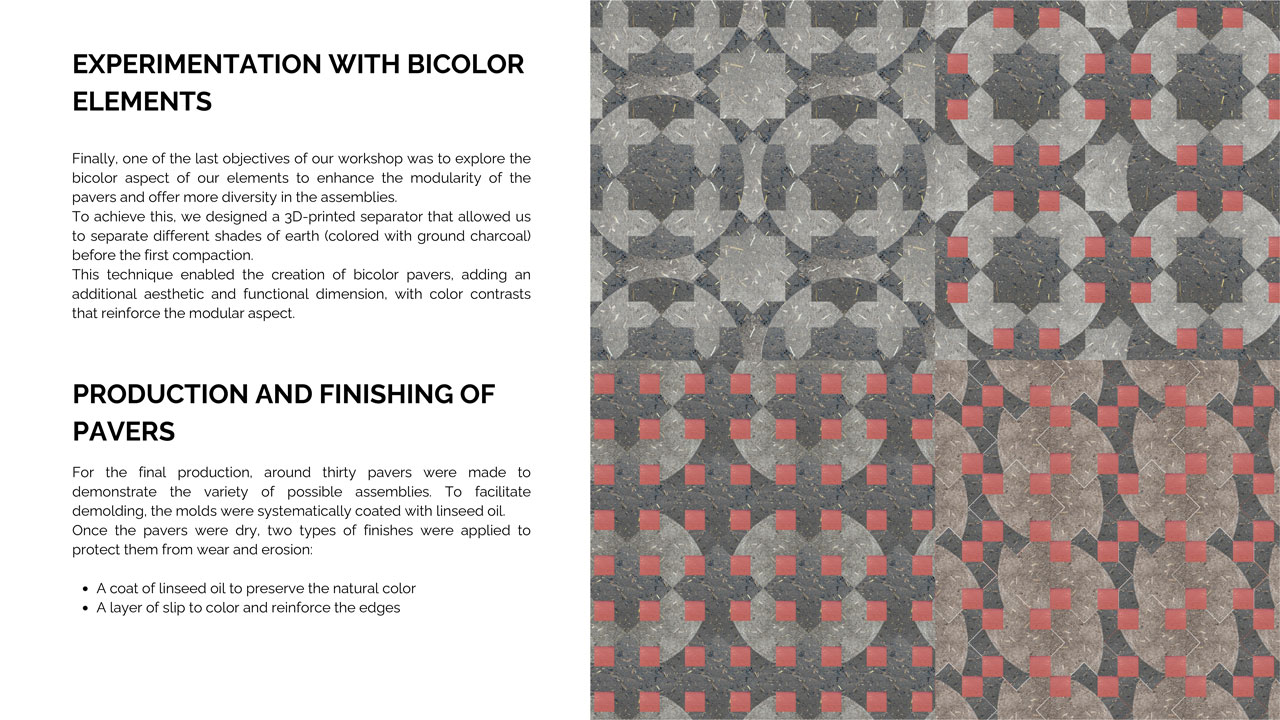 EXPERIMENTATION WITH BICOLOR
ELEMENTS
Finally, one of the last objectives of our workshop was to explore the
bicolor aspect of our elements to enhance the modularity of the
pavers and offer more diversity in the assemblies.
To achieve this, we designed a 3D-printed separator that allowed us
to separate different shades of earth (colored with ground charcoal)
before the first compaction.
This technique enabled the creation of bicolor pavers, adding an
additional aesthetic and functional dimension, with color contrasts
that reinforce the modular aspect.
PRODUCTION AND FINISHING OF
PAVERS
For the final production, around thirty pavers were made to
demonstrate the variety of possible assemblies. To facilitate
demolding, the molds were systematically coated with linseed oil.
Once the pavers were dry, two types of finishes were applied to
protect them from wear and erosion:
• A coat of linseed oil to preserve the natural color
• A layer of slip to color and reinforce the edges